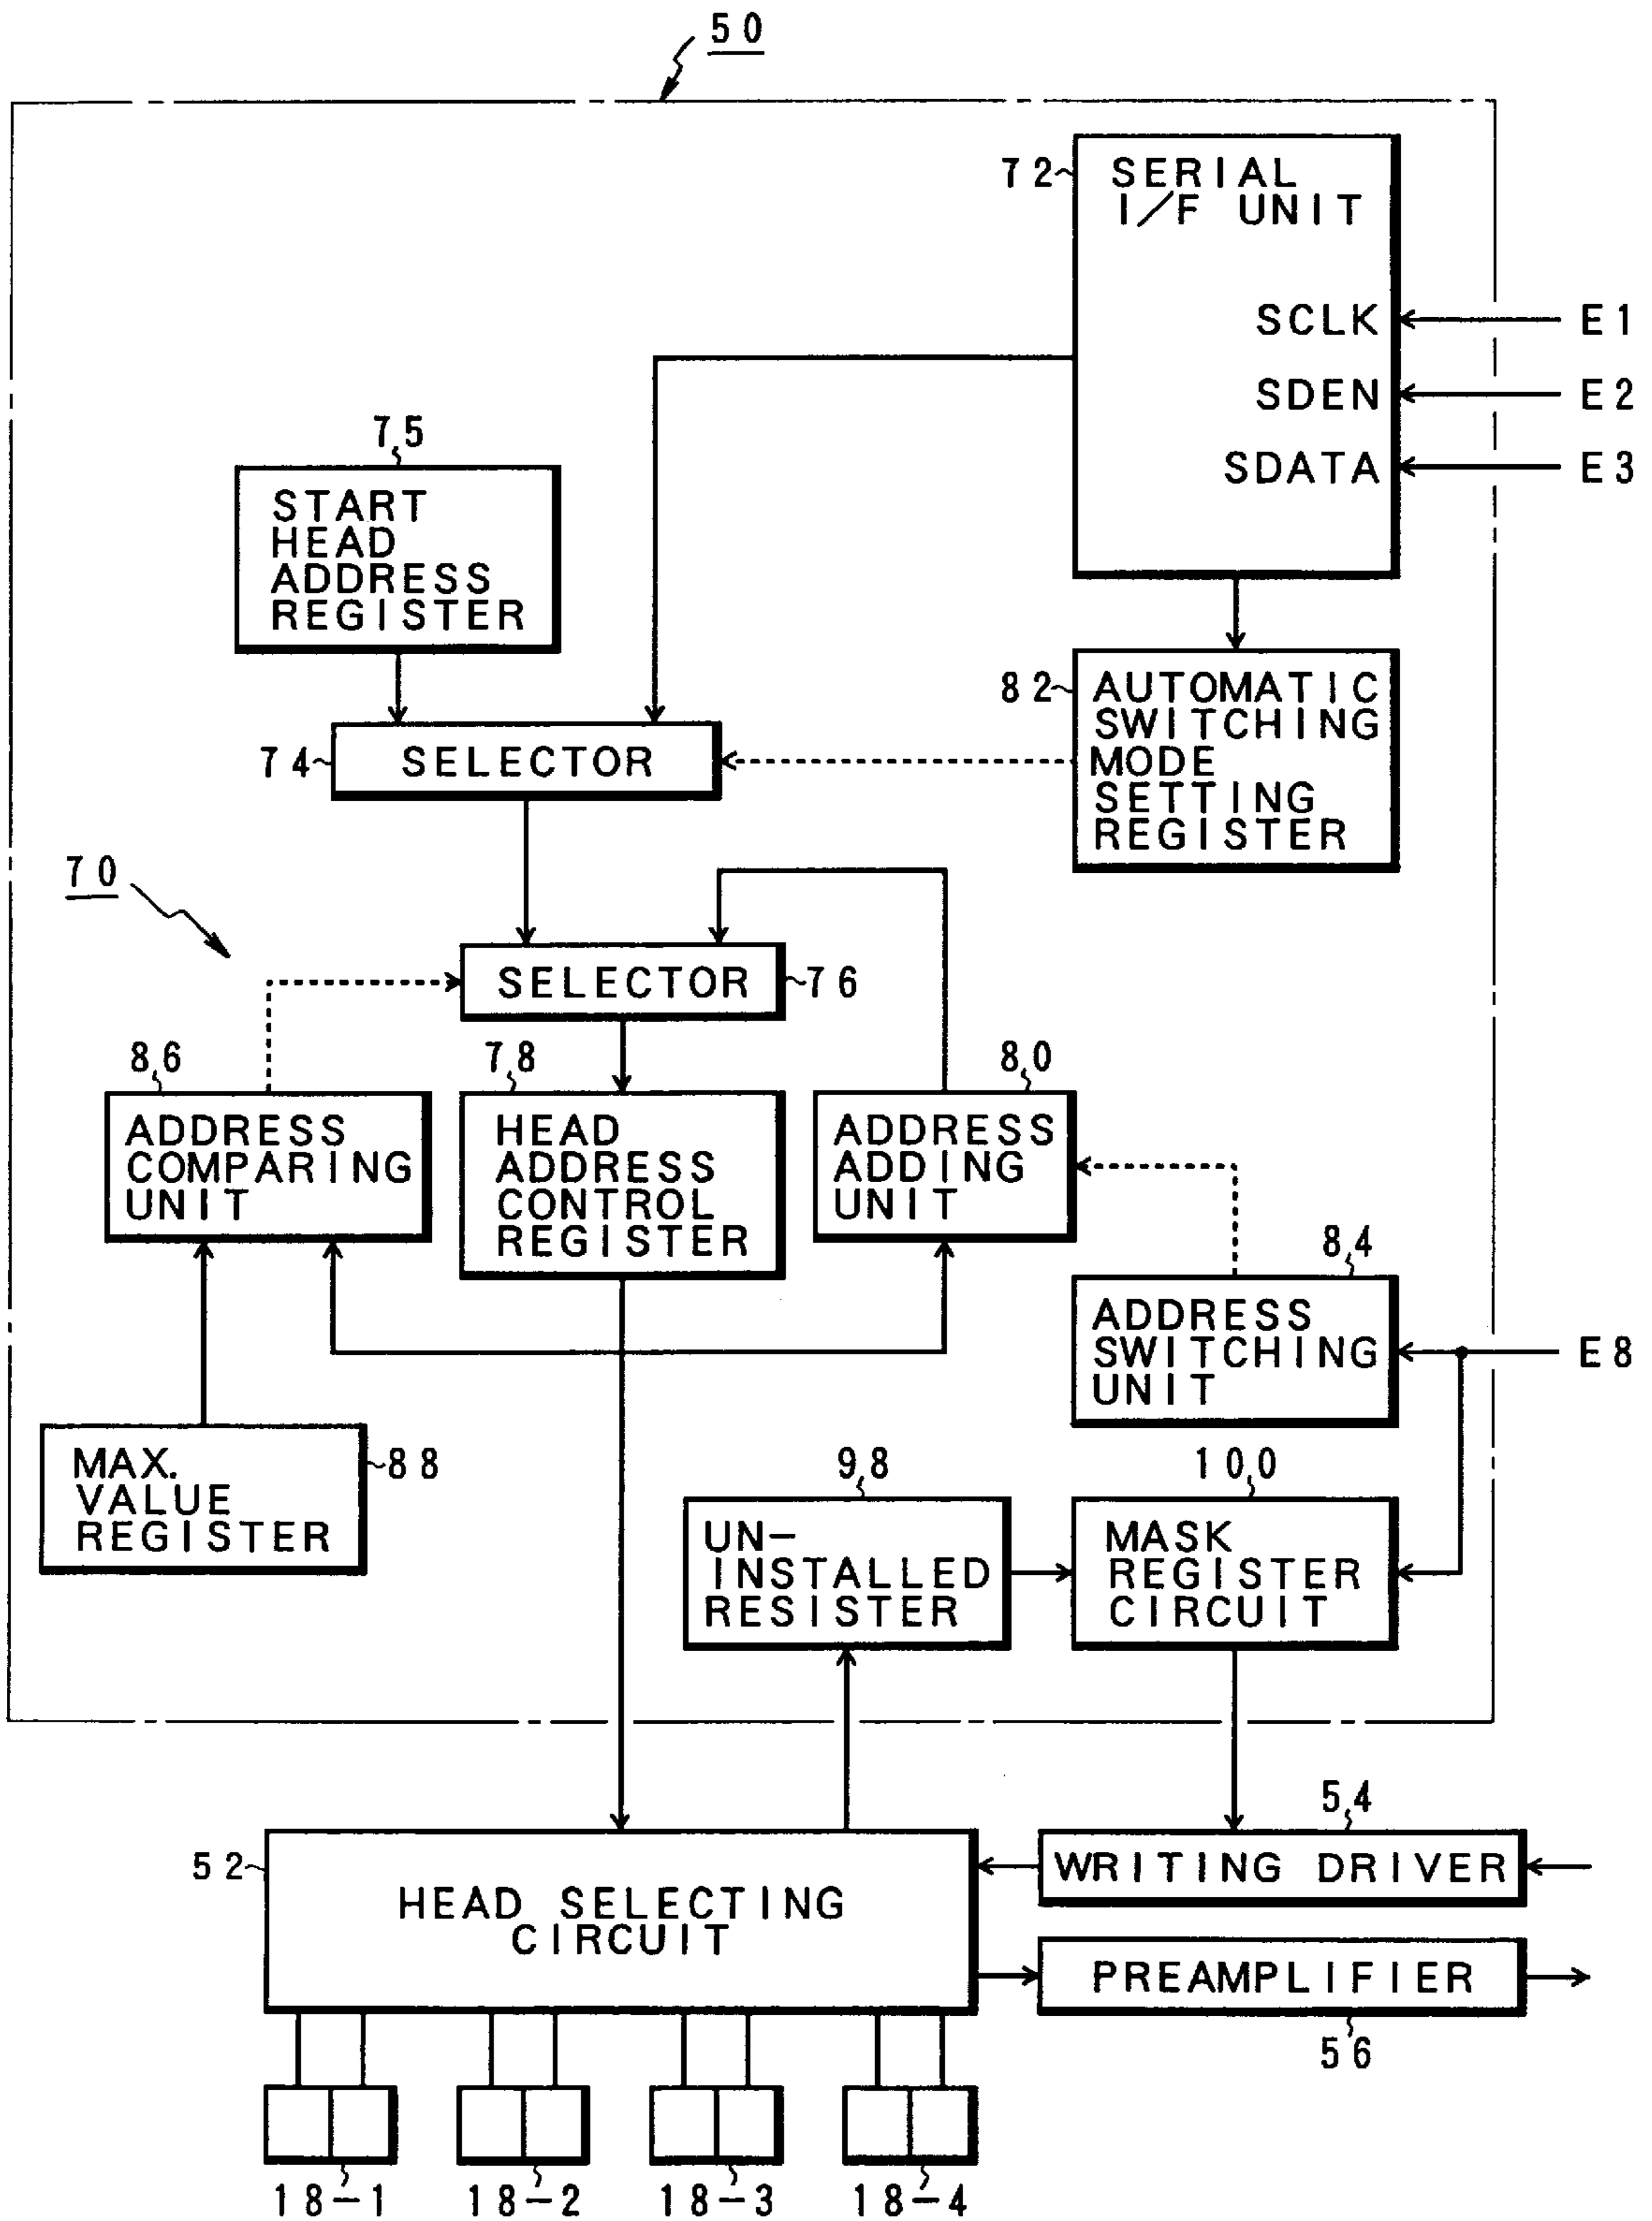 50
72
SERIAL
I/F UNIT
SCLK
E1
SDEN
E2
SDATA
E3
75
START
HEAD
ADDRESS
REGISTER
82
AUTOMATIC
SWITCHING
MODE
SETTING
REGISTER
74
SELECTOR
70
SELECTOR
76
86
ADDRESS
COMPARING
UNIT
78
HEAD
ADDRESS
CONTROL
REGISTER
80
ADDRESS
ADDING
UNIT
84
ADDRESS
SWITCHING
UNIT
E8
MAX.
VALUE
REGISTER
88
98
UN-
INSTALLED
RESISTER
100
MASK
REGISTER
CIRCUIT
52
HEAD SELECTING
CIRCUIT
54
WRITING DRIVER
PREAMPLIFIER
56
18-1
18-2
18-3
18-4